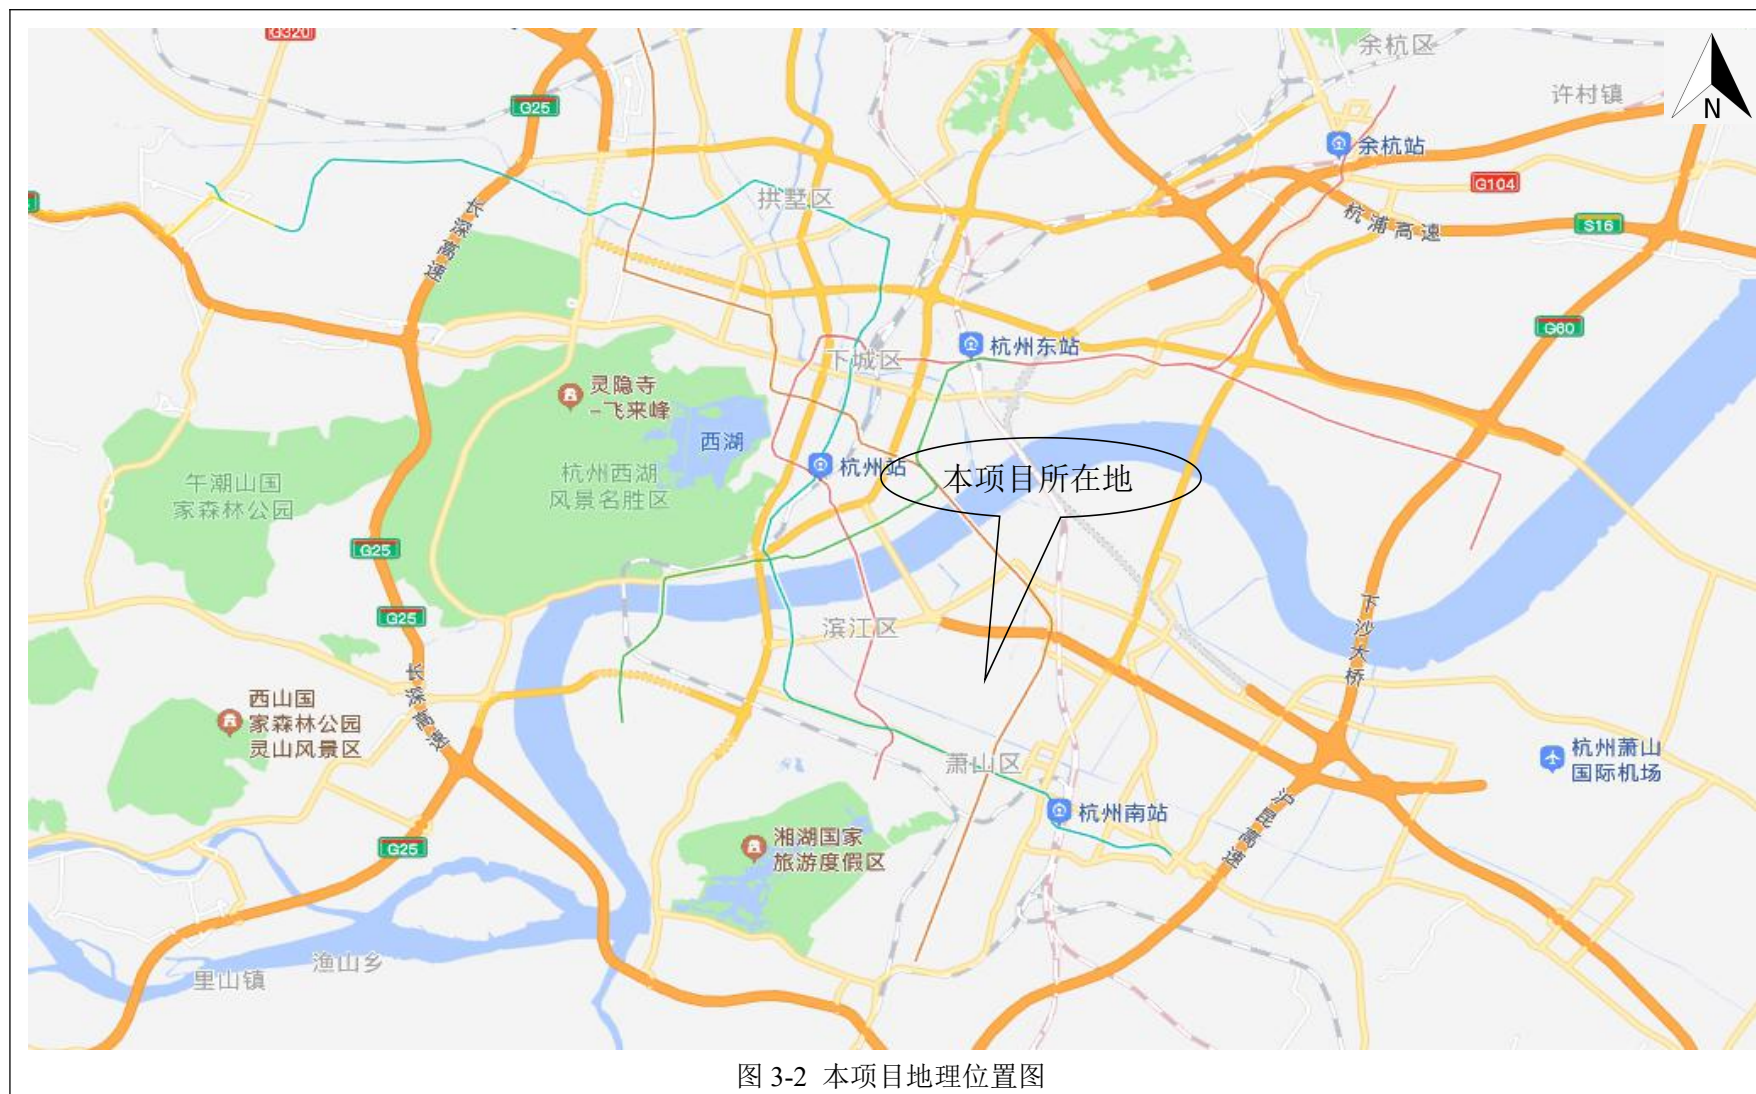 G320
余杭区
许村镇
N
G25
余杭站
G104
拱墅区
长深高速
杭浦高速
S16
G60
杭州东站
下城区
灵隐寺
-飞来峰
西湖
杭州站
杭州西湖
风景名胜区
午潮山国
家森林公园
本项目所在地
G25
G25
下沙大桥
滨江区
长深高速
西山国
家森林公园
灵山风景区
萧山区
杭州萧山
国际机场
杭州南站
沪昆高速
湘湖国家
旅游度假区
G25
渔山乡
里山镇
图 3-2 本项目地理位置图